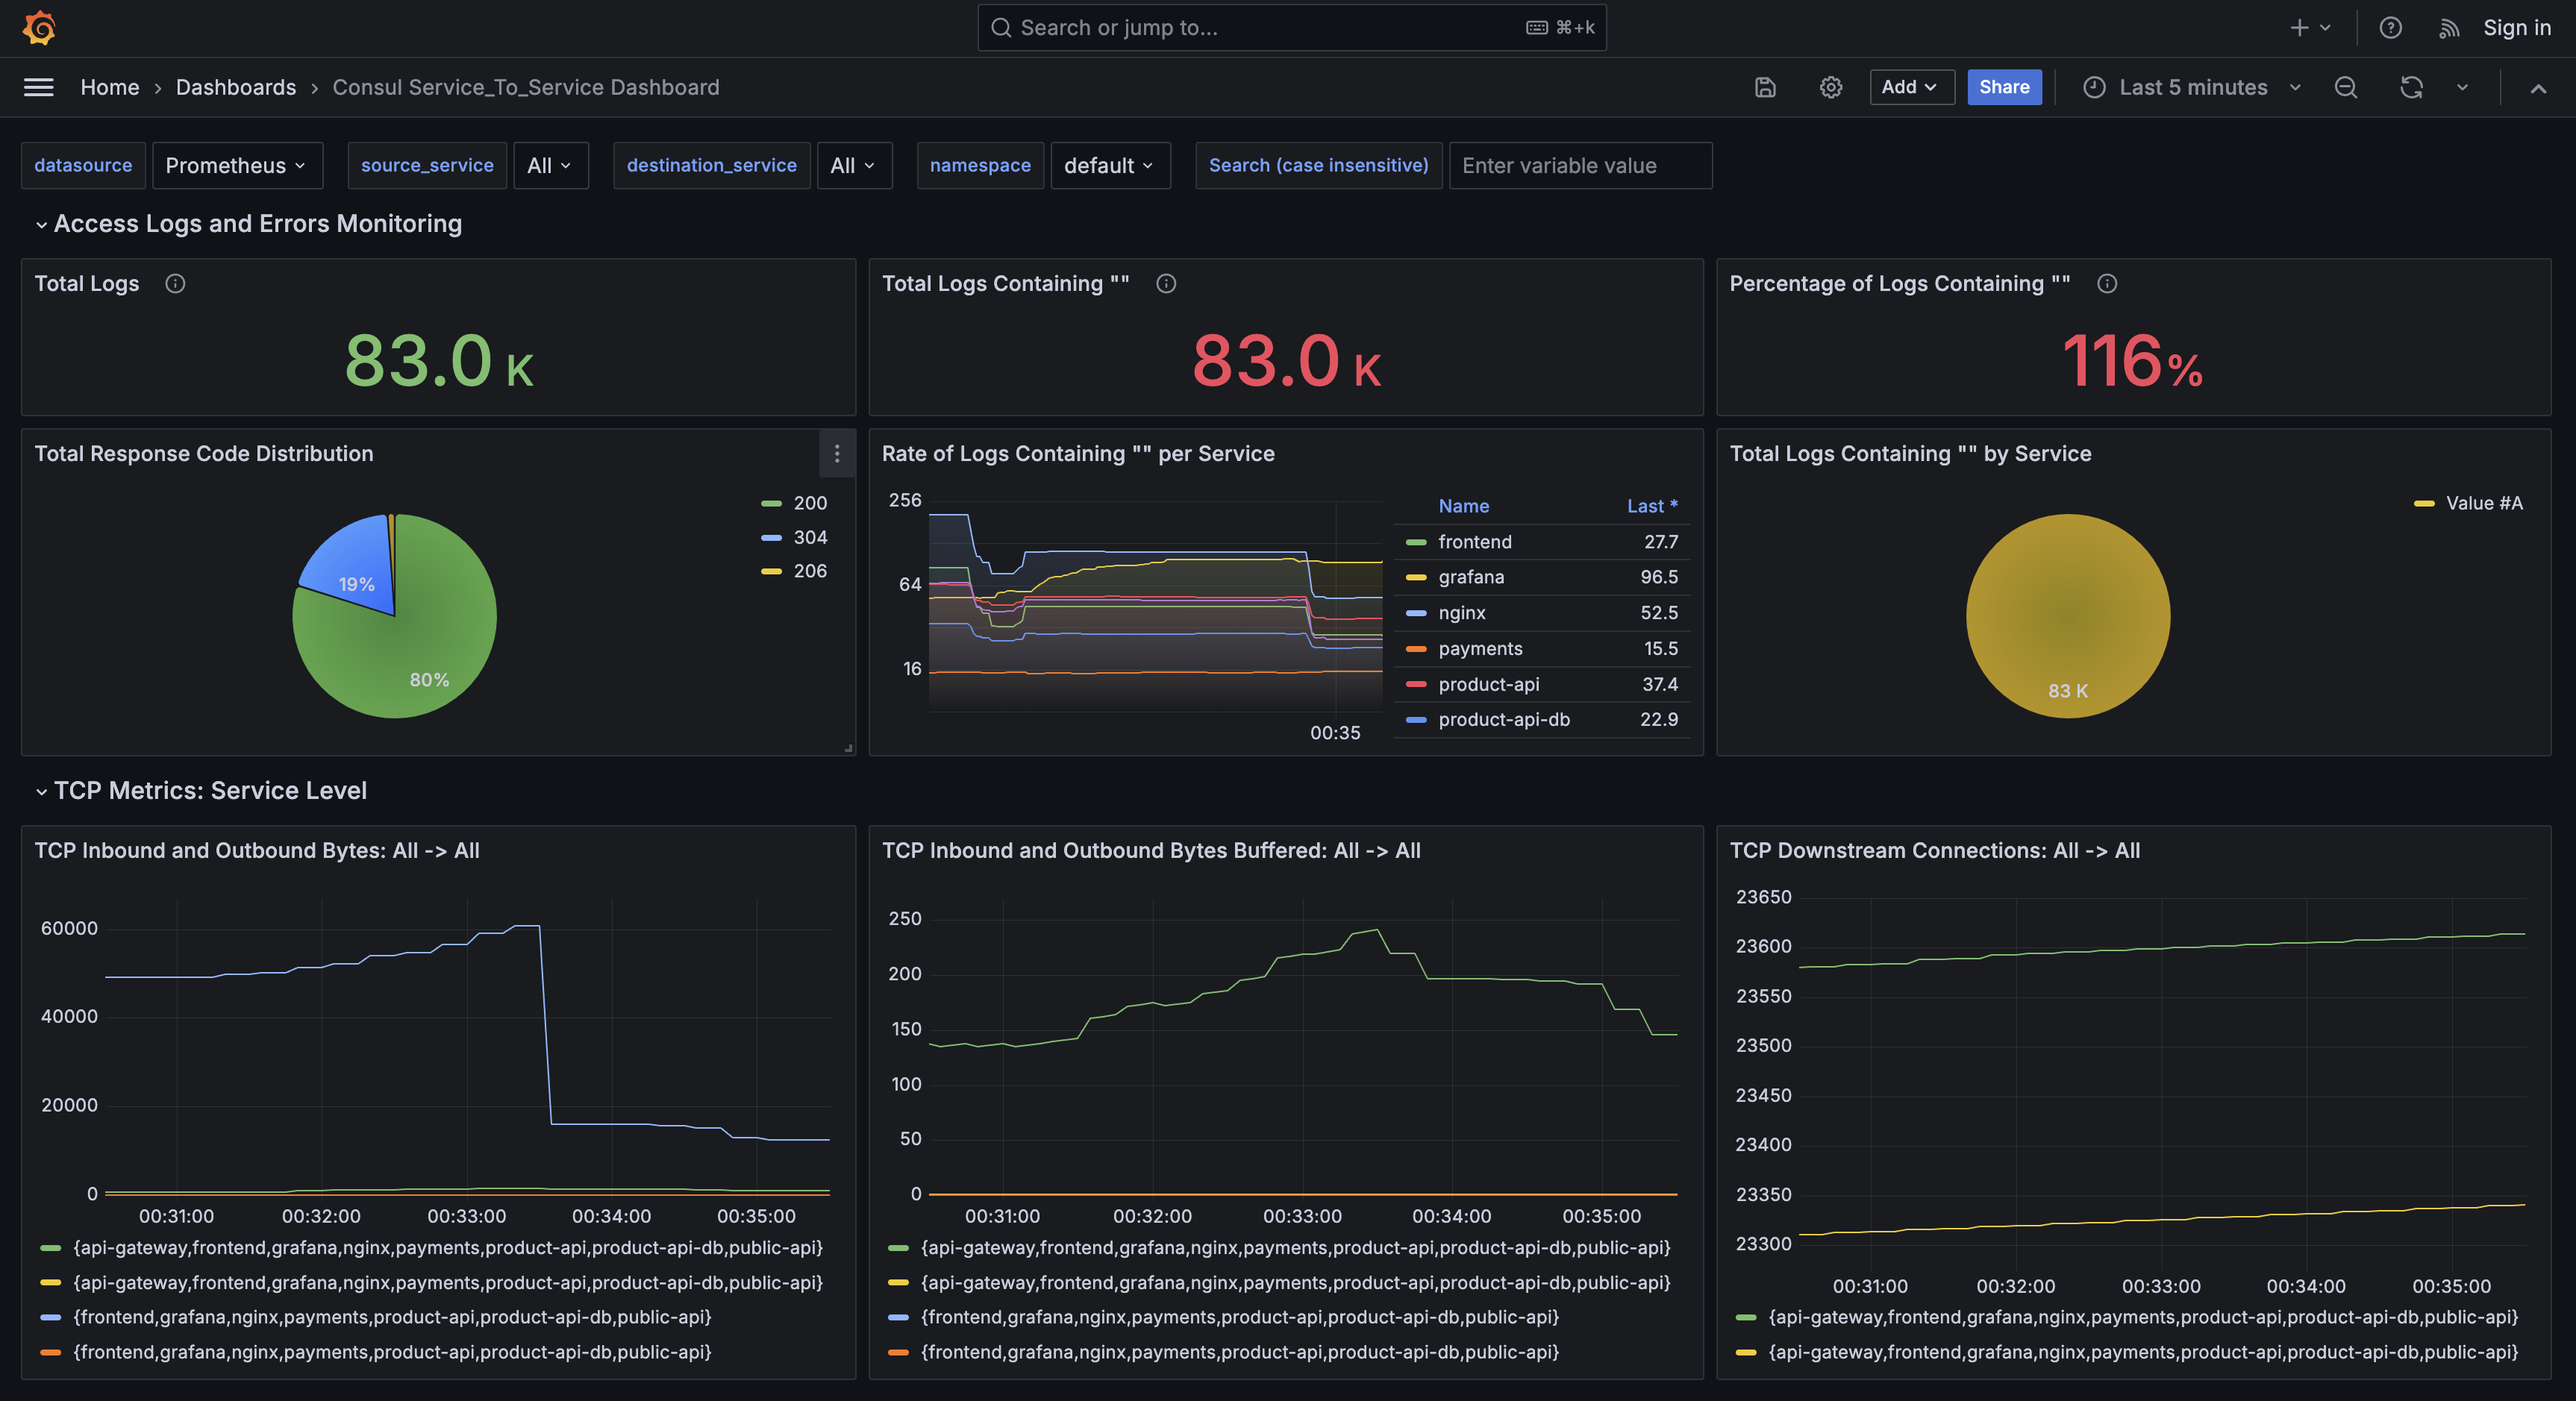 Search or jump to... ⌘+k Sign in
Home › Dashboards › Consul Service_To_Service Dashboard Add Share Last 5 minutes
datasource Prometheus source_service All destination_service All namespace default Search (case insensitive) Enter variable value
Access Logs and Errors Monitoring
Total Logs
83.0 K
Total Logs Containing ""
83.0 K
Percentage of Logs Containing ""
116%
Total Response Code Distribution
200
304
206
19%
80%
Rate of Logs Containing "" per Service
256
64
16
00:35
Name Last *
frontend 27.7
grafana 96.5
nginx 52.5
payments 15.5
product-api 37.4
product-api-db 22.9
Total Logs Containing "" by Service
Value #A
83 K
TCP Metrics: Service Level
TCP Inbound and Outbound Bytes: All -> All
60000
40000
20000
0
00:31:00 00:32:00 00:33:00 00:34:00 00:35:00
{api-gateway,frontend,grafana,nginx,payments,product-api,product-api-db,public-api}
{api-gateway,frontend,grafana,nginx,payments,product-api,product-api-db,public-api}
{frontend,grafana,nginx,payments,product-api,product-api-db,public-api}
{frontend,grafana,nginx,payments,product-api,product-api-db,public-api}
TCP Inbound and Outbound Bytes Buffered: All -> All
250
200
150
100
50
0
00:31:00 00:32:00 00:33:00 00:34:00 00:35:00
{api-gateway,frontend,grafana,nginx,payments,product-api,product-api-db,public-api}
{api-gateway,frontend,grafana,nginx,payments,product-api,product-api-db,public-api}
{frontend,grafana,nginx,payments,product-api,product-api-db,public-api}
{frontend,grafana,nginx,payments,product-api,product-api-db,public-api}
TCP Downstream Connections: All -> All
23650
23600
23550
23500
23450
23400
23350
23300
00:31:00 00:32:00 00:33:00 00:34:00 00:35:00
{api-gateway,frontend,grafana,nginx,payments,product-api,product-api-db,public-api}
{api-gateway,frontend,grafana,nginx,payments,product-api,product-api-db,public-api}